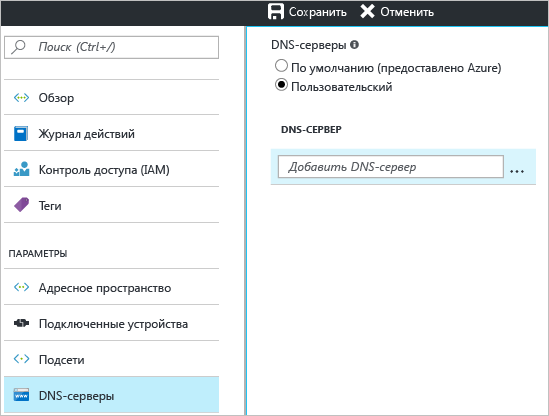 Сохранить Отменить
Поиск (Ctrl+/)
Обзор
Журнал действий
Контроль доступа (IAM)
Теги
ПАРАМЕТРЫ
Адресное пространство
Подключенные устройства
Подсети
DNS-серверы
DNS-серверы
По умолчанию (предоставлено Azure)
Пользовательский
DNS-СЕРВЕР
Добавить DNS-сервер ...